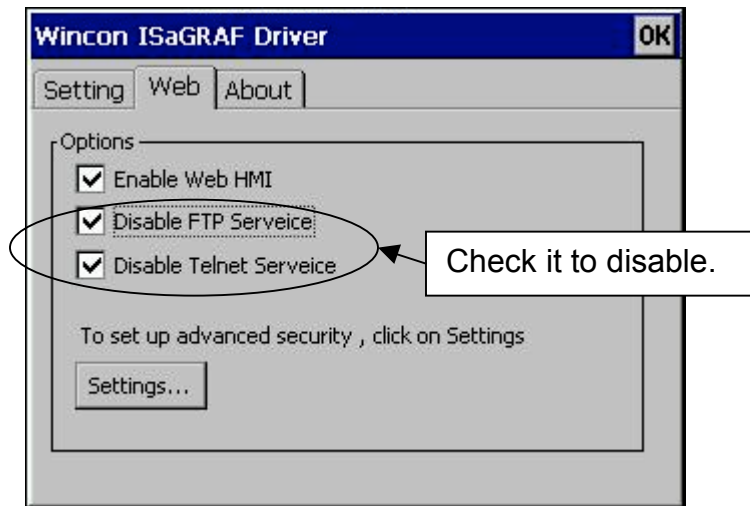 Wincon ISaGRAF Driver OK
Setting Web About
Options
Enable Web HMI
Disable FTP Serveice
Disable Telnet Serveice
Check it to disable.
To set up advanced security , click on Settings
Settings...